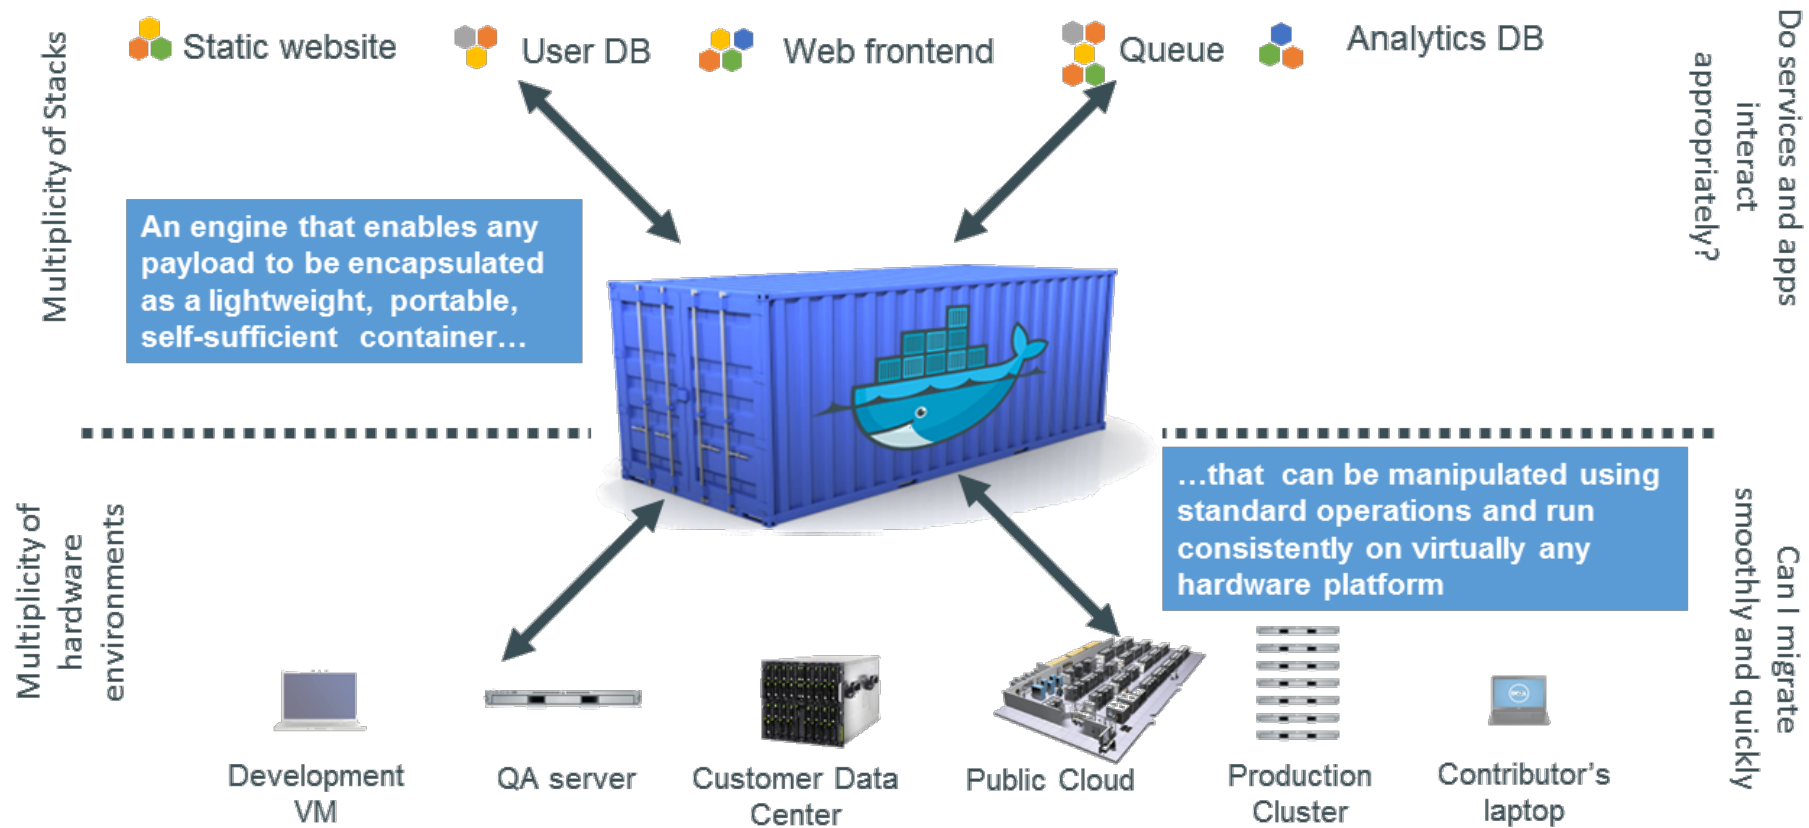 Static website
User DB
Web frontend
Queue
Analytics DB
Multiplicity of Stacks
Do services and apps
interact
appropriately?
An engine that enables any
payload to be encapsulated
as a lightweight, portable,
self-sufficient container…
…that can be manipulated using
standard operations and run
consistently on virtually any
hardware platform
Multiplicity of
hardware
environments
Can I migrate
smoothly and quickly
DELL
Development
VM
QA server
Customer Data
Center
Public Cloud
Production
Cluster
Contributor’s
laptop